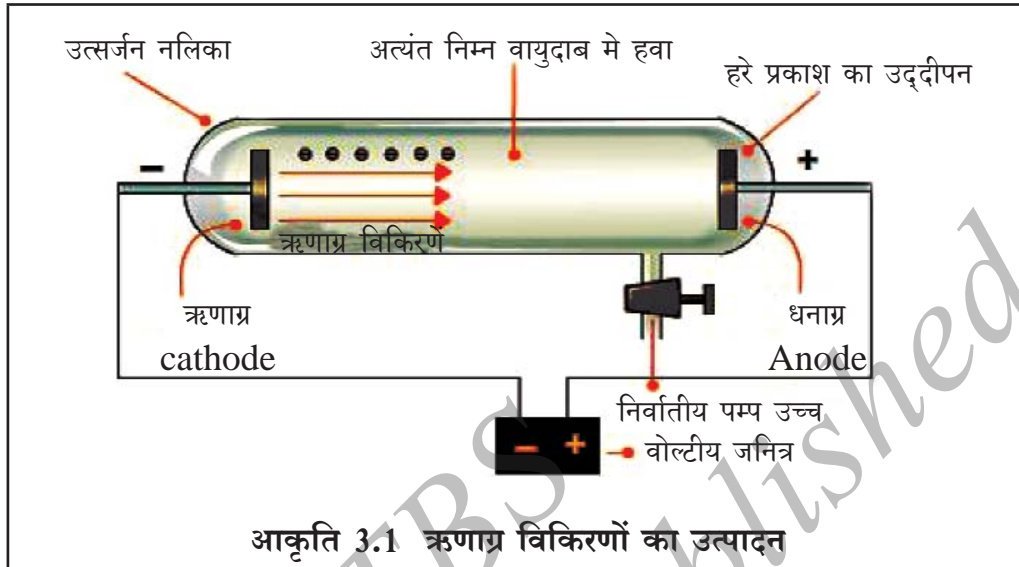 उत्सर्जन नलिका
अत्यंत निम्न वायुदाब मे हवा
हरे प्रकाश का उद्‌दीपन
–
+
ऋणाग्र विकिरणें
ऋणाग्र
cathode
धनाग्र
Anode
निर्वातीय पम्प उच्च
– +
वोल्टीय जनित्र
आकृति 3.1 ऋणाग्र विकिरणों का उत्पादन